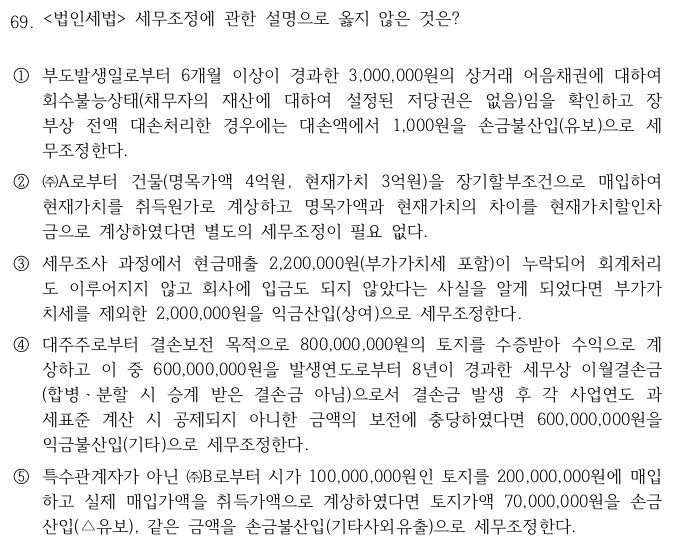 69. <법인세법> 세무조정에 관한 설명으로 옳지 않은 것은?
① 부도발생일로부터 6개월 이상이 경과한 3,000,000원의 상거래 어음채권에 대하여
회수불능상태(채무자의 재산에 대하여 설정된 저당권은 없음)임을 확인하고 장
부상 전액 대손처리한 경우에는 대손액에서 1,000원을 손금불산입(유보)으로 세
무조정한다.
② ㈜A로부터 건물(명목가액 4억원, 현재가치 3억원)을 장기할부조건으로 매입하여
현재가치를 취득원가로 계상하고 명목가액과 현재가치의 차이를 현재가치할인차
금으로 계상하였다면 별도의 세무조정이 필요 없다.
③ 세무조사 과정에서 현금매출 2,200,000원(부가가치세 포함)이 누락되어 회계처리
도 이루어지지 않고 회사에 입금도 되지 않았다는 사실을 알게 되었다면 부가가
치세를 제외한 2,000,000원을 익금산입(상여)으로 세무조정한다.
④ 대주주로부터 결손보전 목적으로 800,000,000원의 토지를 수증받아 수익으로 계
상하고 이 중 600,000,000원을 발생연도로부터 8년이 경과한 세무상 이월결손금
(합병ㆍ분할 시 승계 받은 결손금 아님)으로서 결손금 발생 후 각 사업연도 과
세표준 계산 시 공제되지 아니한 금액의 보전에 충당하였다면 600,000,000원을
익금불산입(기타)으로 세무조정한다.
⑤ 특수관계자가 아닌 ㈜B로부터 시가 100,000,000원인 토지를 200,000,000원에 매입
하고 실제 매입가액을 취득가액으로 계상하였다면 토지가액 70,000,000원을 손금
산입(△유보), 같은 금액을 손금불산입(기타사외유출)으로 세무조정한다.